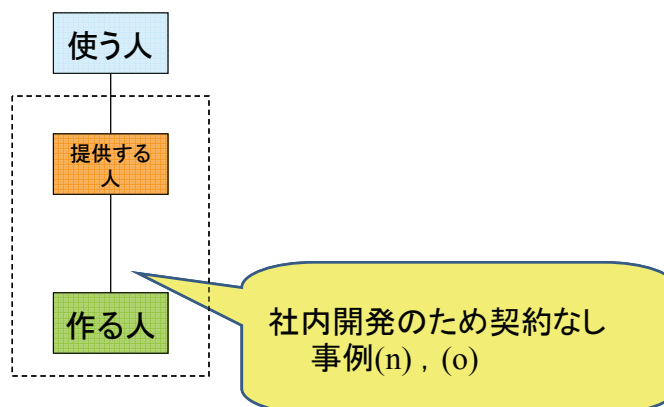 使う人
提供する
人
作る人
社内開発のため契約なし
事例(n)，(o)